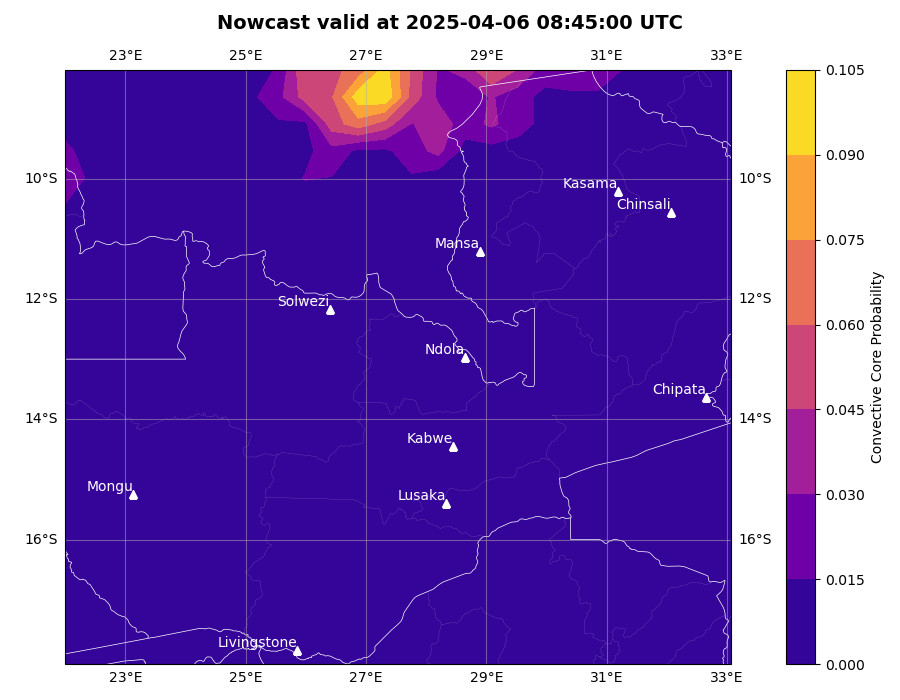 Nowcast valid at 2025-04-06 08:45:00 UTC
23°E 25°E 27°E 29°E 31°E 33°E
0.105
0.090
0.075
0.060
0.045
0.030
0.015
0.000
Convective Core Probability
10°S 10°S
12°S 12°S
14°S 14°S
16°S 16°S
Kasama
Chinsali
Mansa
Solwezi
Ndola
Chipata
Kabwe
Mongu
Lusaka
Livingstone
23°E 25°E 27°E 29°E 31°E 33°E